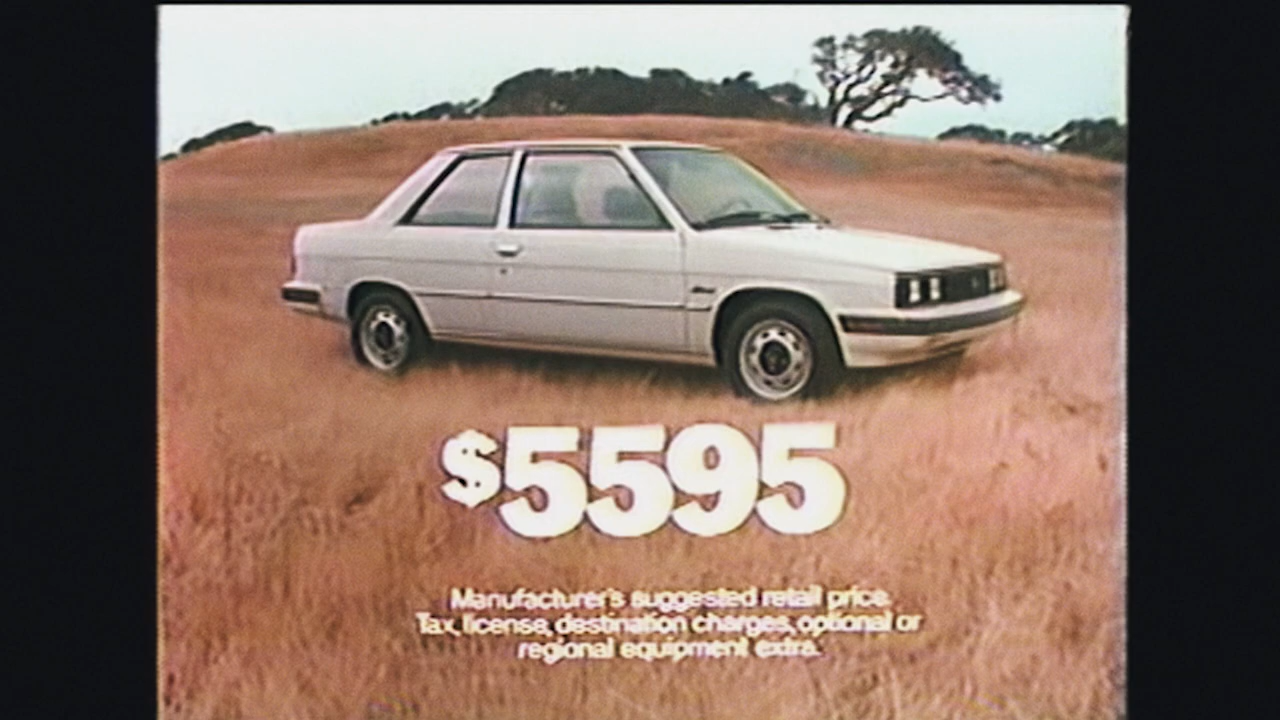 $5595
Manufacturer's suggested retail price.
Tax, license, destination charges, optional or
regional equipment extra.